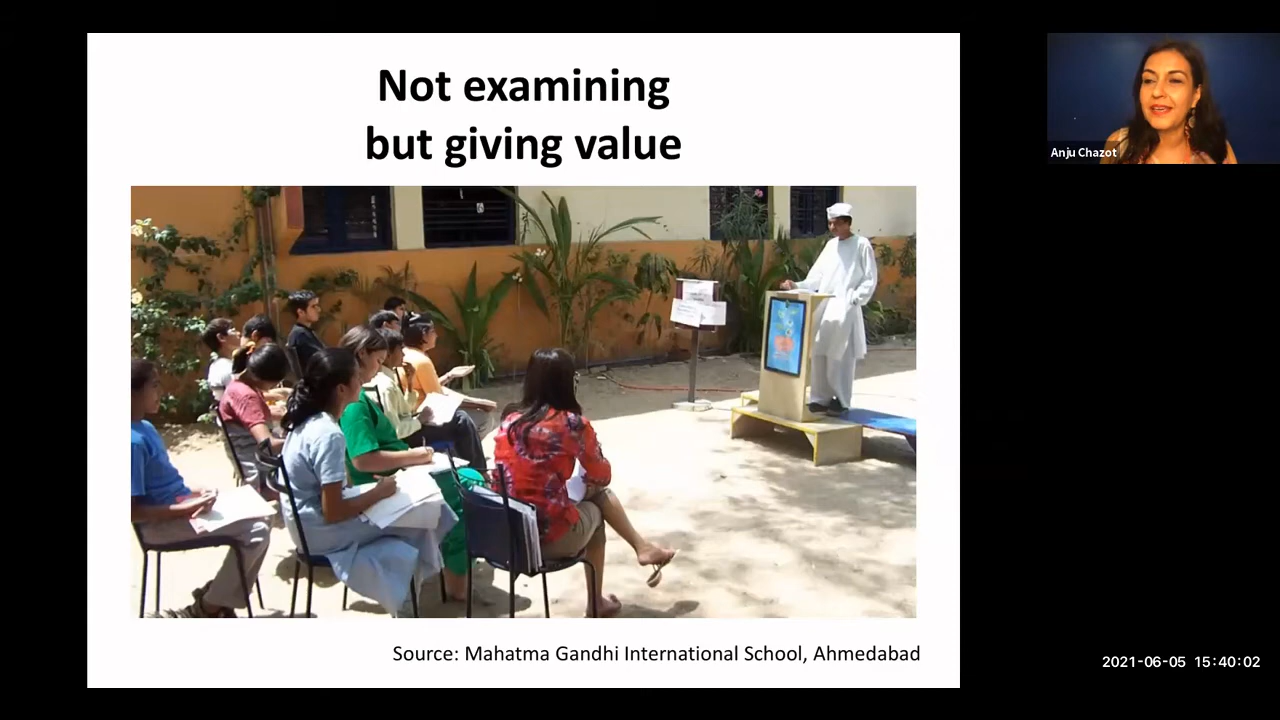 Not examining
but giving value
6
Source: Mahatma Gandhi International School, Ahmedabad
Anju Chazot
2021-06-05 15:40:02